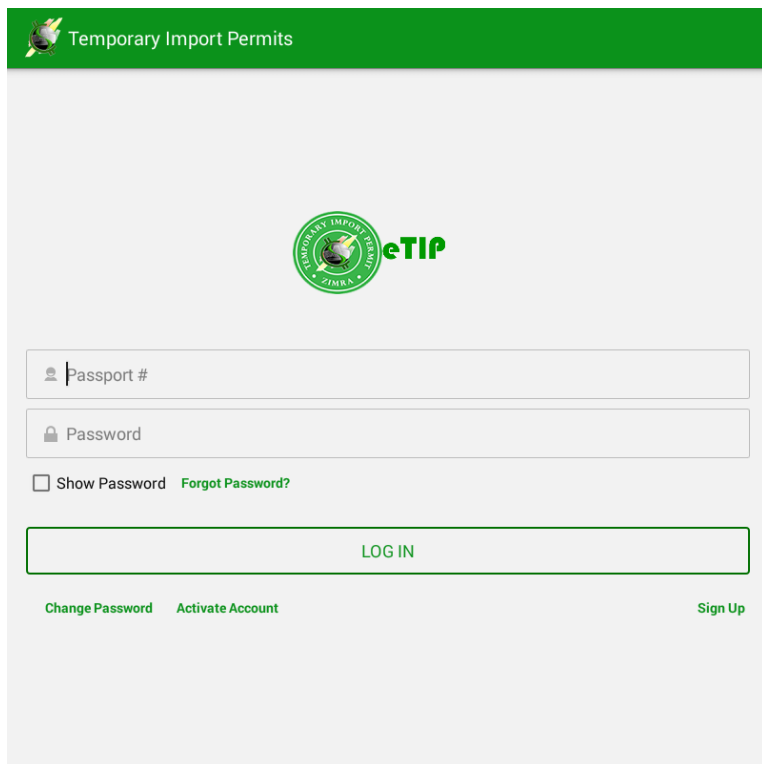 Temporary Import Permits
TEMPORARY IMPORT PERMIT
ZIMRA
eTIP
Passport #
Password
Show Password Forgot Password?
LOG IN
Change Password Activate Account Sign Up